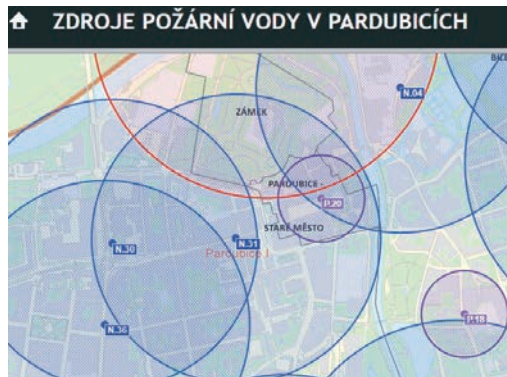 ZDROJE POŽÁRNÍ VODY V PARDUBICÍCH
N.04
ZÁMEK
PARDUBICE -
P.20
STARÉ MĚSTO
N.31
N.30
Pardubice I
P.18
N.36